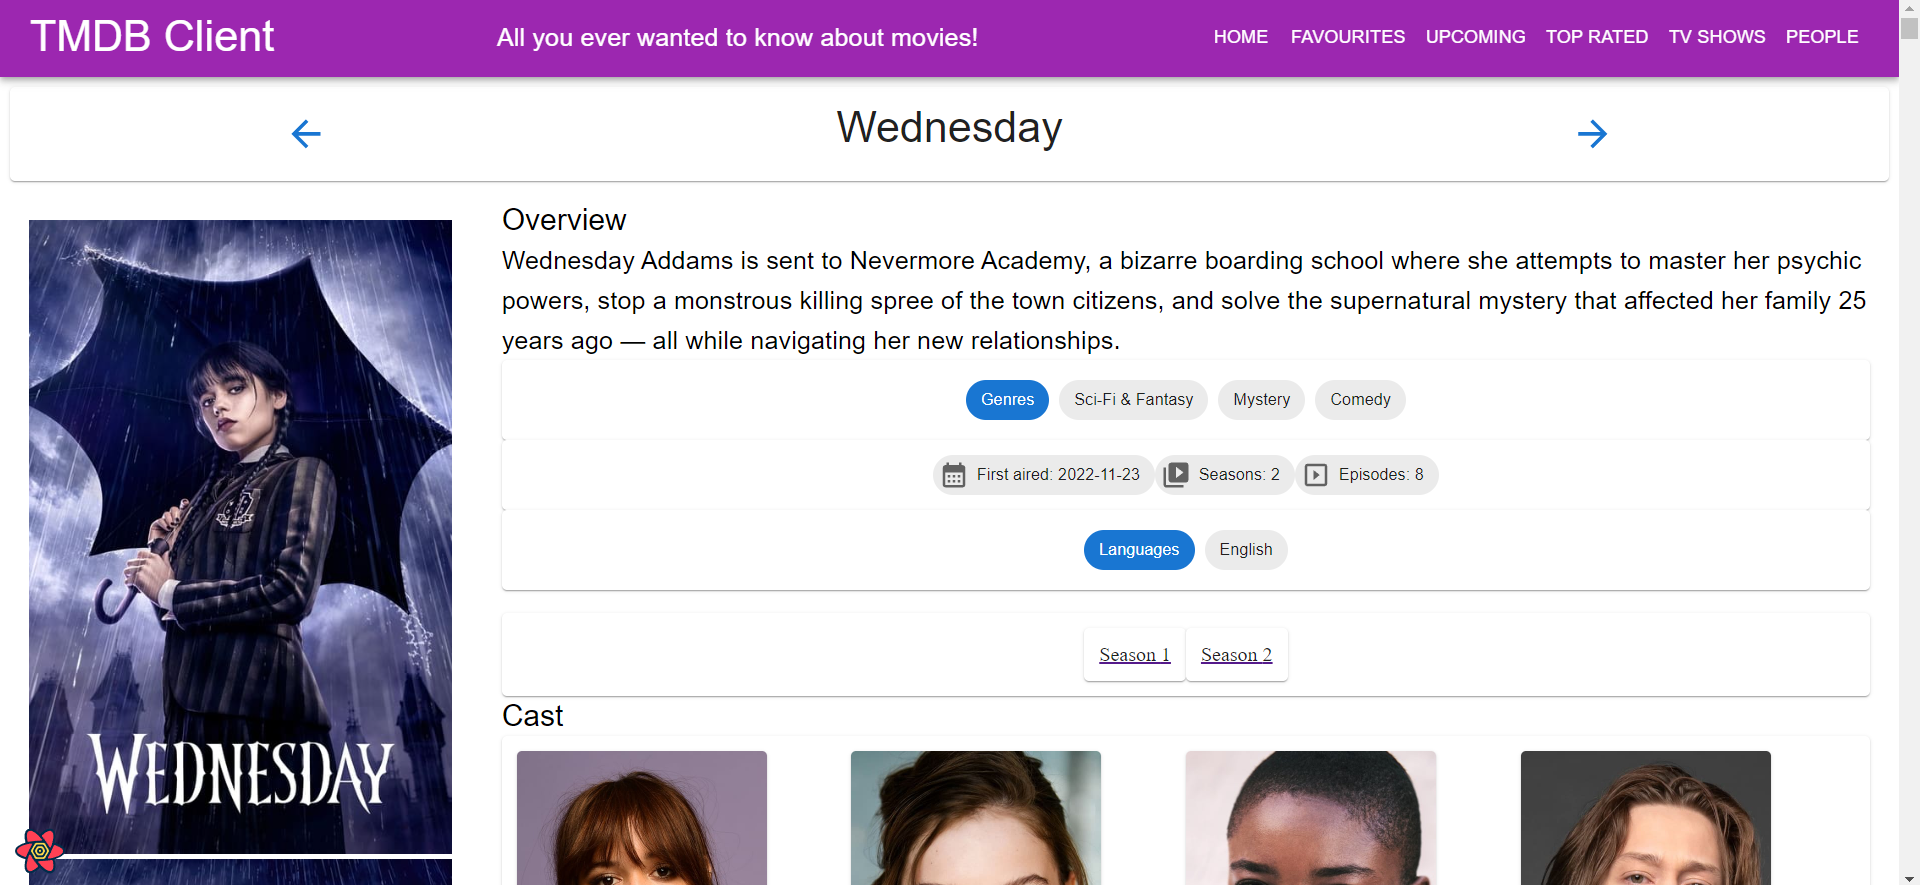 TMDB Client
All you ever wanted to know about movies!
HOME FAVOURITES UPCOMING TOP RATED TV SHOWS PEOPLE
Wednesday
WEDNESDAY
Overview
Wednesday Addams is sent to Nevermore Academy, a bizarre boarding school where she attempts to master her psychic
powers, stop a monstrous killing spree of the town citizens, and solve the supernatural mystery that affected her family 25
years ago — all while navigating her new relationships.
Genres Sci-Fi & Fantasy Mystery Comedy
First aired: 2022-11-23 Seasons: 2 Episodes: 8
Languages English
Season 1 Season 2
Cast